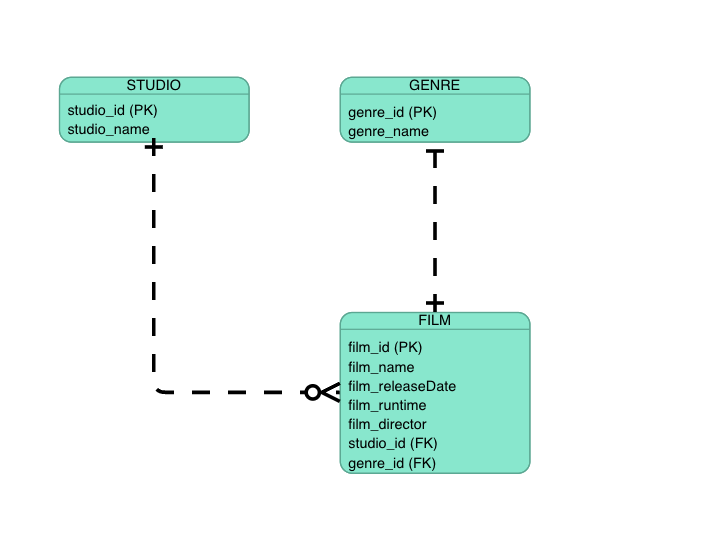 STUDIO
studio_id (PK)
studio_name
GENRE
genre_id (PK)
genre_name
FILM
film_id (PK)
film_name
film_releaseDate
film_runtime
film_director
studio_id (FK)
genre_id (FK)